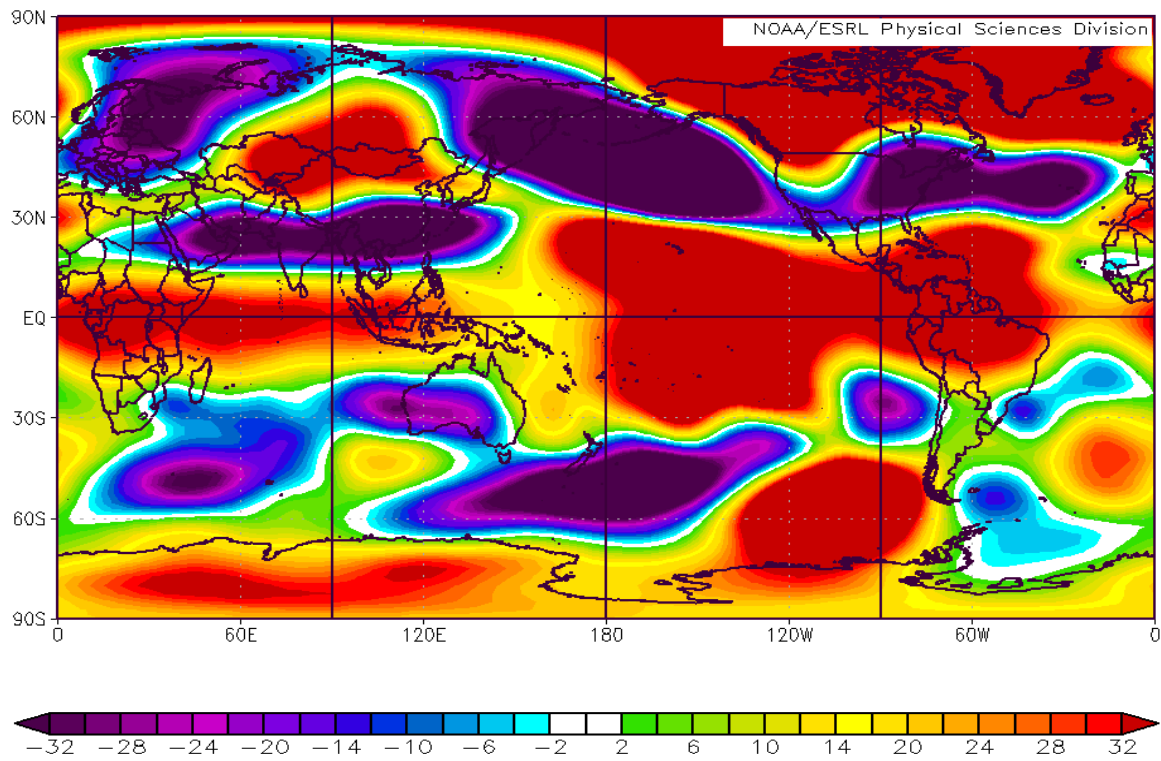 90N
NOAA/ESRL Physical Sciences Division
60N
30N
EQ
30S
60S
90S
0 60E 120E 180 120W 60W 0
-32 -28 -24 -20 -14 -10 -6 -2 2 6 10 14 20 24 28 32